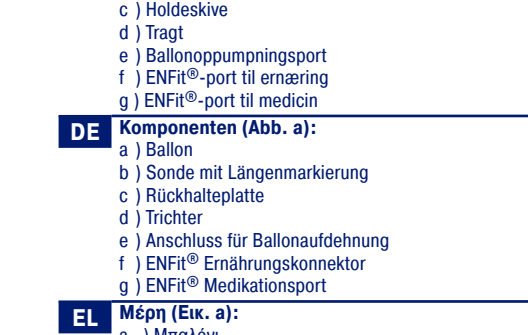 c ) Holdeskive
d ) Tragt
e ) Ballonoppumpningsport
f ) ENFit®-port til ernæring
g ) ENFit®-port til medicin
DE Komponenten (Abb. a):
a ) Ballon
b ) Sonde mit Längenmarkierung
c ) Rückhalteplatte
d ) Trichter
e ) Anschluss für Ballonaufdehnung
f ) ENFit® Ernährungskonnektor
g ) ENFit® Medikationsport
EL Μέρη (Εικ. a):
a ) Μπαλόνι